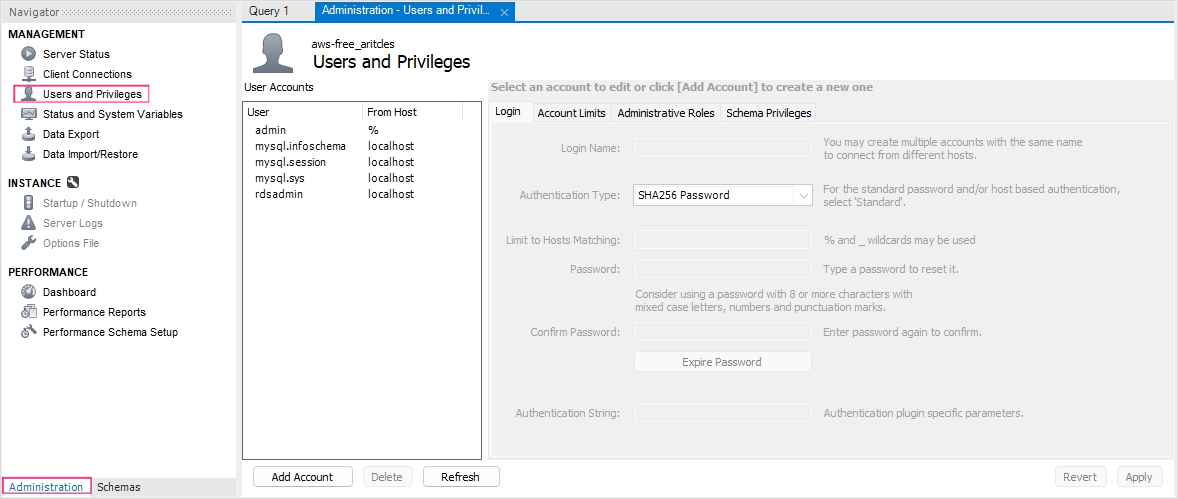 Navigator
MANAGEMENT
Server Status
Client Connections
Users and Privileges
Status and System Variables
Data Export
Data Import/Restore
INSTANCE
Startup / Shutdown
Server Logs
Options File
PERFORMANCE
Dashboard
Performance Reports
Performance Schema Setup
Administration Schemas
Query 1 Administration - Users and Privil...
aws-free_aritcles
Users and Privileges
User Accounts
User From Host
admin %
mysql.infoschema localhost
mysql.session localhost
mysql.sys localhost
rdsadmin localhost
Add Account Delete Refresh
Select an account to edit or click [Add Account] to create a new one
Login Account Limits Administrative Roles Schema Privileges
Login Name: You may create multiple accounts with the same name
to connect from different hosts.
Authentication Type: SHA256 Password For the standard password and/or host based authentication,
select 'Standard'.
Limit to Hosts Matching: % and _ wildcards may be used
Password: Type a password to reset it.
Consider using a password with 8 or more characters with
mixed case letters, numbers and punctuation marks.
Confirm Password: Enter password again to confirm.
Expire Password
Authentication String: Authentication plugin specific parameters.
Revert Apply